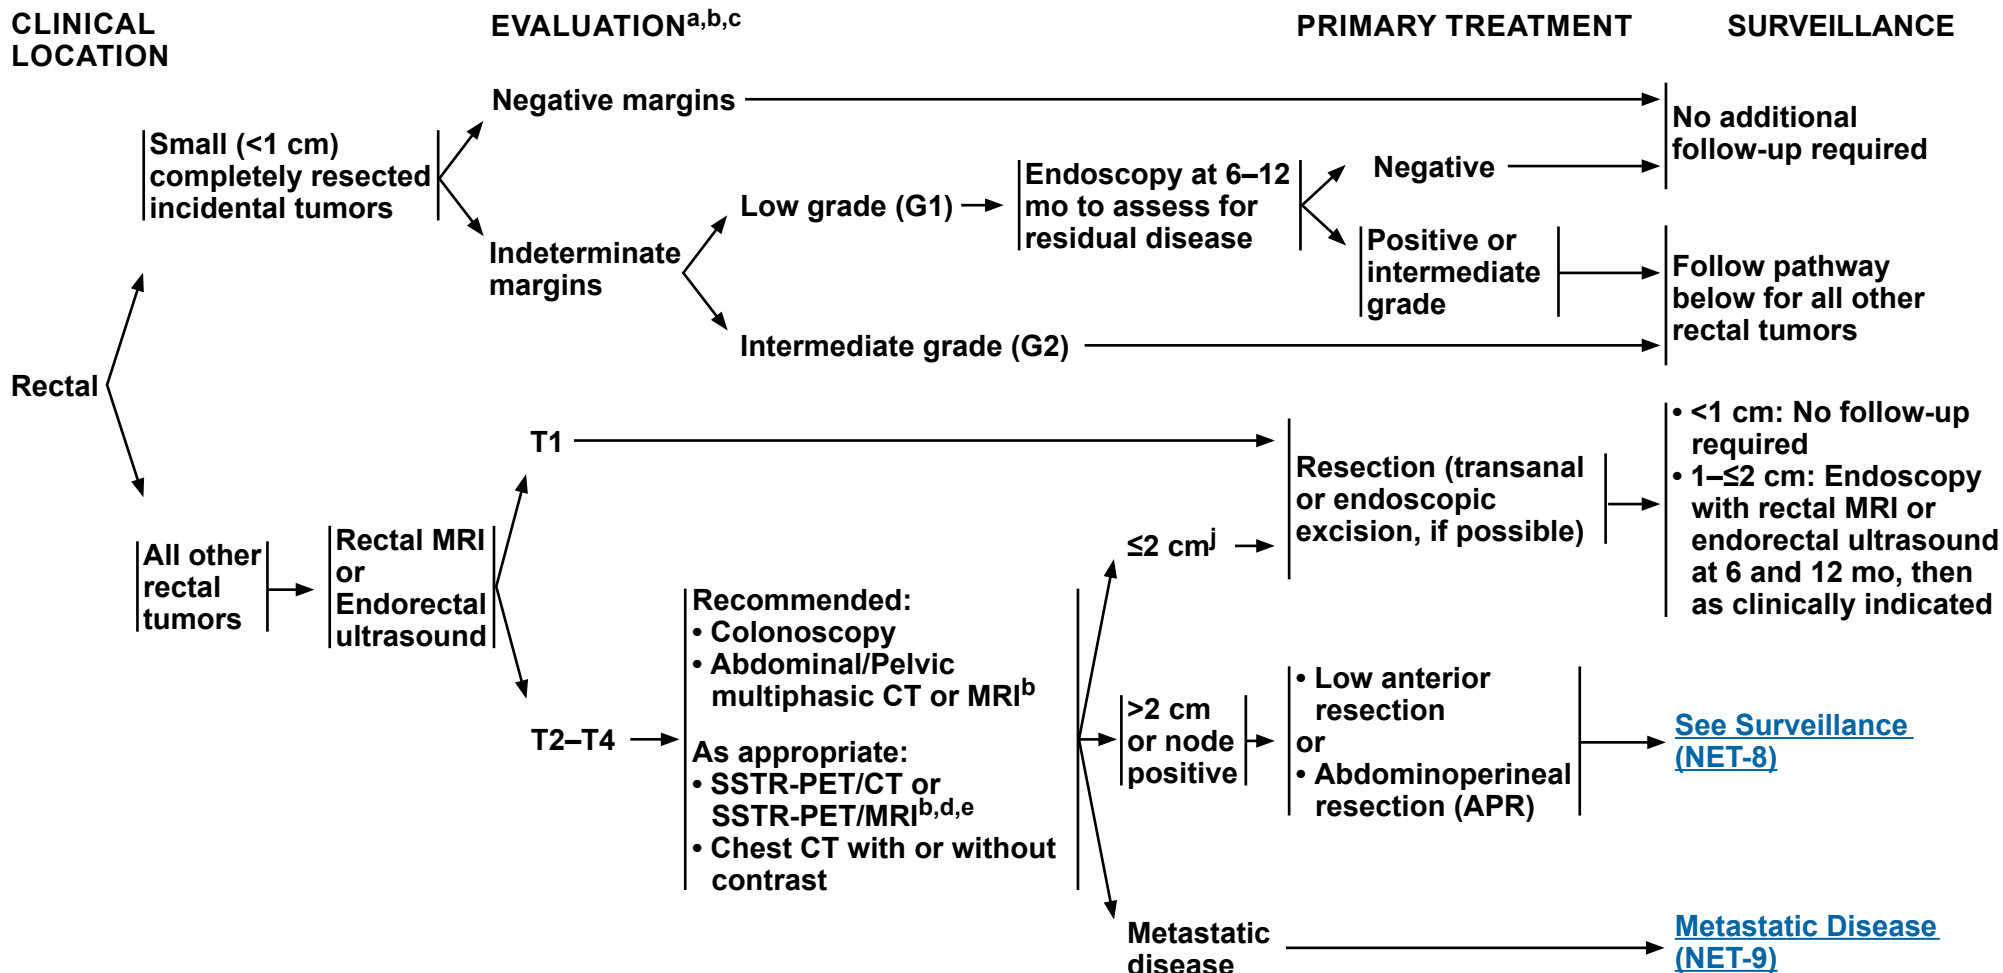 CLINICAL
LOCATION
EVALUATIONa,b,c
PRIMARY TREATMENT
SURVEILLANCE
Rectal
Small (<1 cm)
completely resected
incidental tumors
Negative margins
Indeterminate
margins
Low grade (G1)
Intermediate grade (G2)
Endoscopy at 6–12
mo to assess for
residual disease
Negative
Positive or
intermediate
grade
No additional
follow-up required
Follow pathway
below for all other
rectal tumors
All other
rectal
tumors
Rectal MRI
or
Endorectal
ultrasound
T1
T2–T4
Recommended:
• Colonoscopy
• Abdominal/Pelvic
multiphasic CT or MRIb
As appropriate:
• SSTR-PET/CT or
SSTR-PET/MRIb,d,e
• Chest CT with or without
contrast
≤2 cmj
>2 cm
or node
positive
Metastatic
disease
Resection (transanal
or endoscopic
excision, if possible)
• Low anterior
resection
or
• Abdominoperineal
resection (APR)
• <1 cm: No follow-up
required
• 1–≤2 cm: Endoscopy
with rectal MRI or
endorectal ultrasound
at 6 and 12 mo, then
as clinically indicated
See Surveillance
(NET-8)
Metastatic Disease
(NET-9)